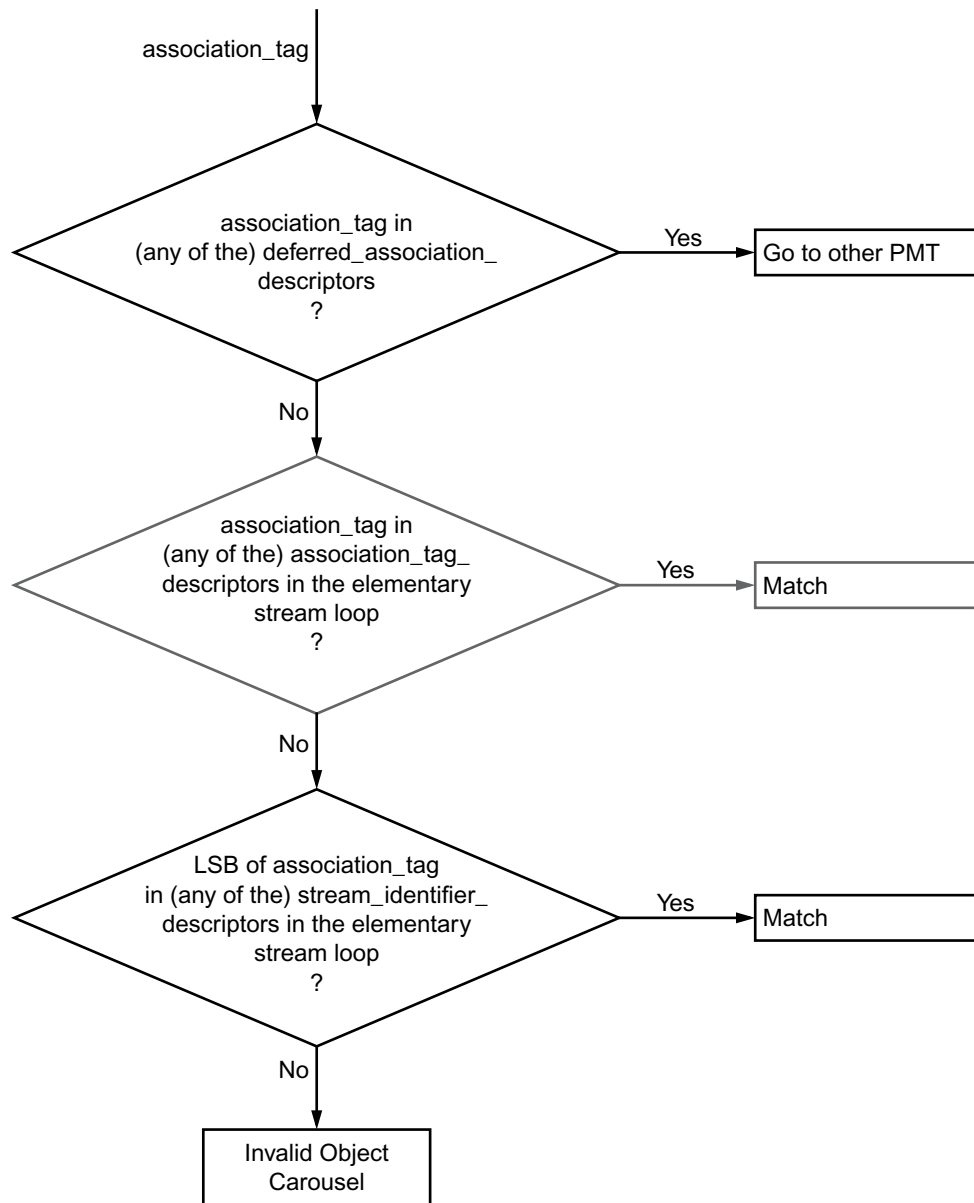 association_tag
association_tag in
(any of the) deferred_association_
descriptors
?
Yes
Go to other PMT
No
association_tag in
(any of the) association_tag_
descriptors in the elementary
stream loop
?
Yes
Match
No
LSB of association_tag
in (any of the) stream_identifier_
descriptors in the elementary
stream loop
?
Yes
Match
No
Invalid Object
Carousel